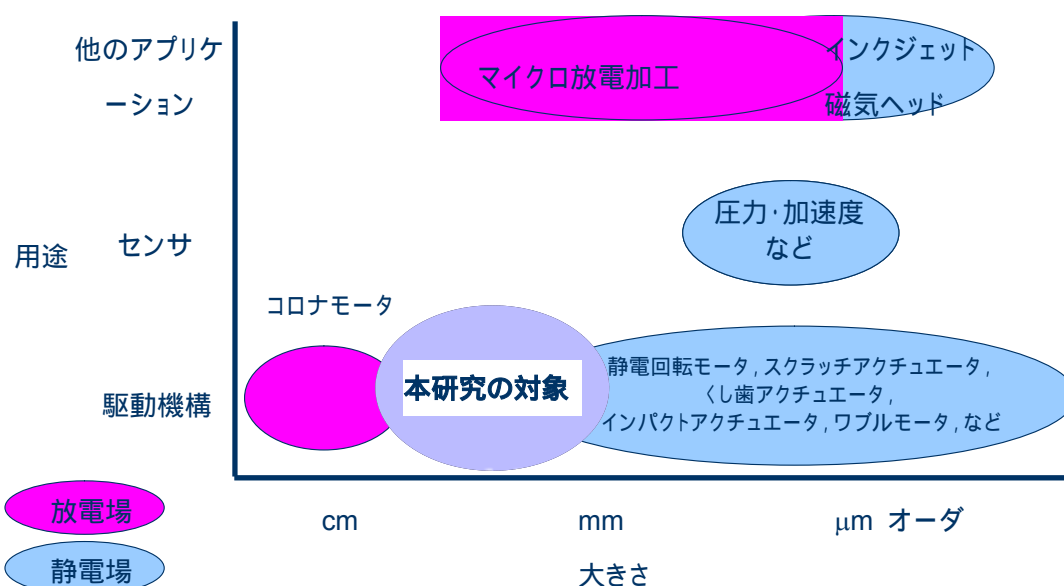 他のアプリケ
ーション
マイクロ放電加工
インクジェット
磁気ヘッド
用途
センサ
圧力・加速度
など
コロナモータ
駆動機構
本研究の対象
静電回転モータ,スクラッチアクチュエータ,
くし歯アクチュエータ,
インパクトアクチュエータ,ワブルモータ,など
放電場
静電場
cm
mm
μm オーダ
大きさ